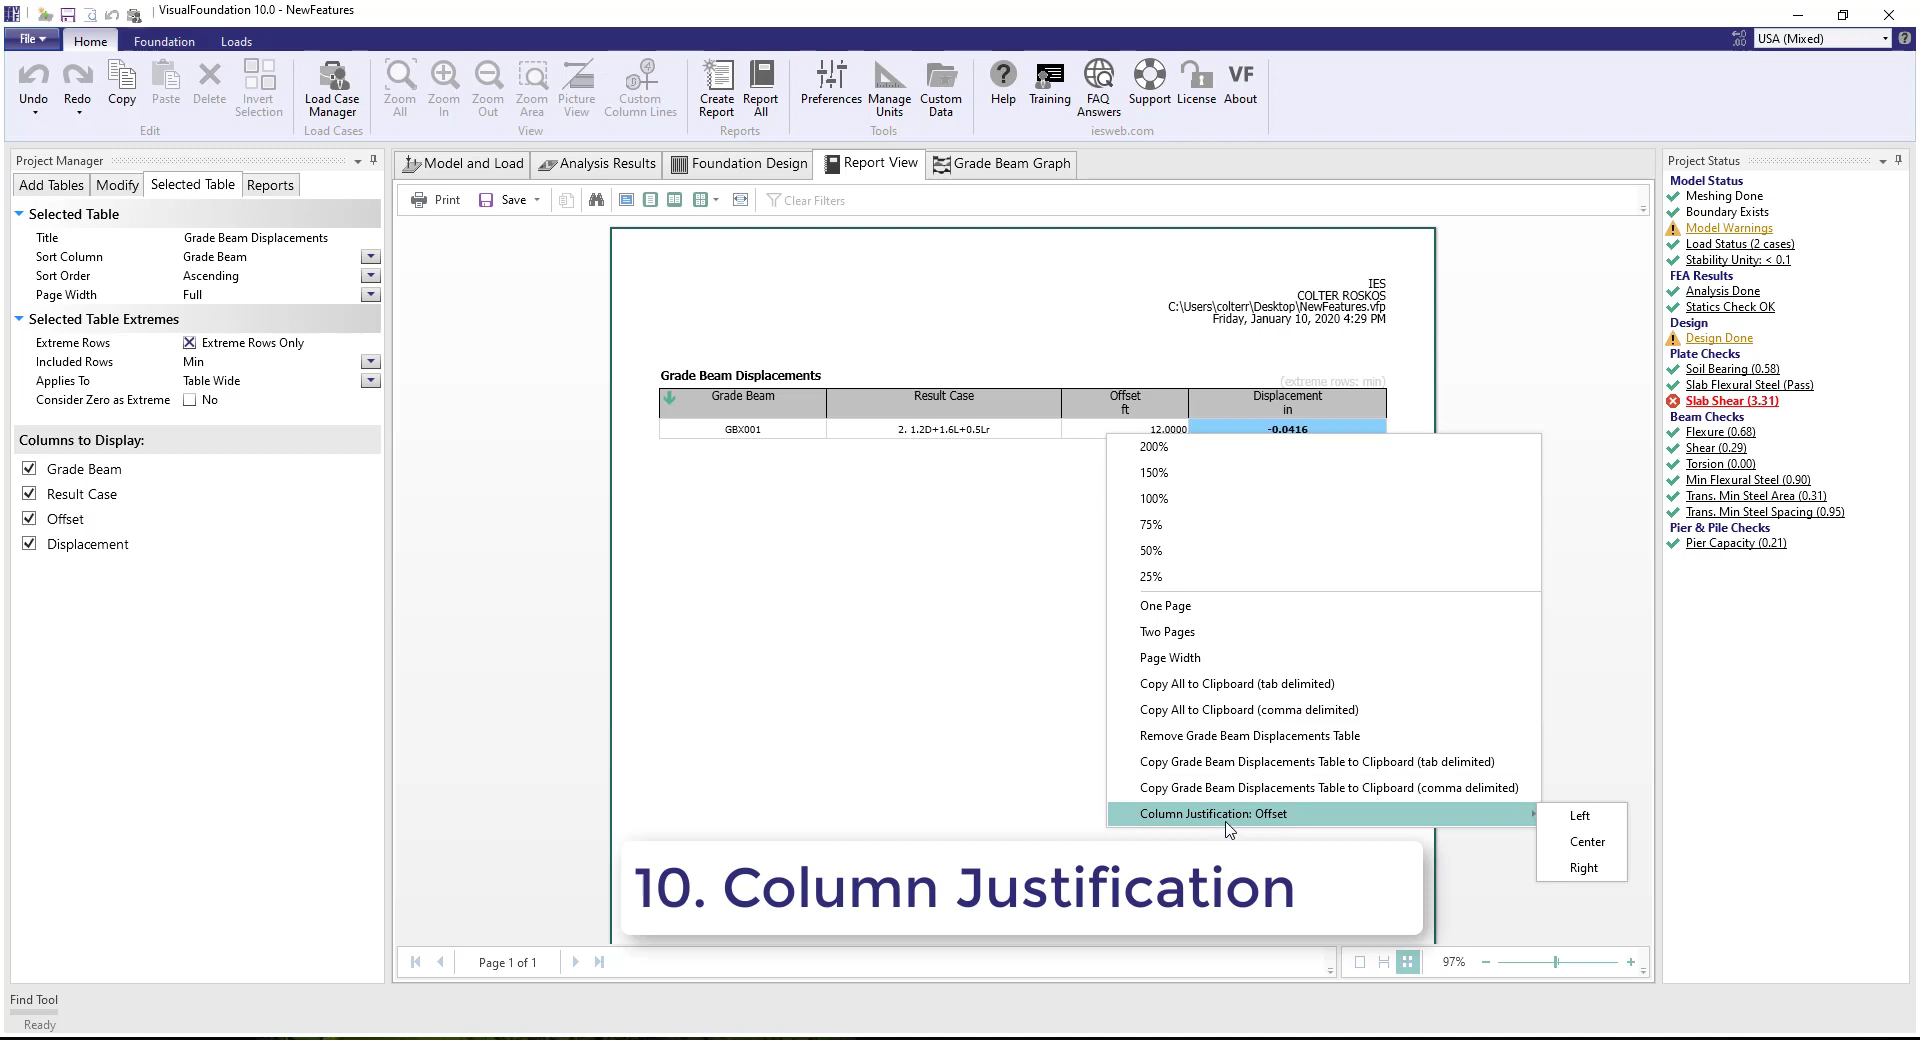 VisualFoundation 10.0 - NewFeatures
File
Home
Foundation
Loads
USA (Mixed)
Undo
Redo
Copy
Paste
Delete
Invert
Selection
Edit
Load Case
Manager
Load Cases
Zoom
All
Zoom
In
Zoom
Out
Zoom
Area
Picture
View
Custom
Column Lines
View
Create
Report
Report
All
Reports
Preferences
Manage
Units
Custom
Data
Tools
Help
Training
FAQ
Answers
Support
License
VF
About
iesweb.com
Project Manager
Add Tables
Modify
Selected Table
Reports
Selected Table
Title Grade Beam Displacements
Sort Column Grade Beam
Sort Order Ascending
Page Width Full
Selected Table Extremes
Extreme Rows Extreme Rows Only
Included Rows Min
Applies To Table Wide
Consider Zero as Extreme No
Columns to Display:
Grade Beam
Result Case
Offset
Displacement
Model and Load
Analysis Results
Foundation Design
Report View
Grade Beam Graph
Print
Save
Clear Filters
IES
COLTER ROSKOS
C:\Users\colterr\Desktop\NewFeatures.vfp
Friday, January 10, 2020 4:29 PM
Grade Beam Displacements
(extreme rows: min)
Grade Beam
Result Case
Offset
ft
Displacement
in
GBX001
2. 1.2D+1.6L+0.5Lr
12.0000
-0.0416
200%
150%
100%
75%
50%
25%
One Page
Two Pages
Page Width
Copy All to Clipboard (tab delimited)
Copy All to Clipboard (comma delimited)
Remove Grade Beam Displacements Table
Copy Grade Beam Displacements Table to Clipboard (tab delimited)
Copy Grade Beam Displacements Table to Clipboard (comma delimited)
Column Justification: Offset
Left
Center
Right
10. Column Justification
Page 1 of 1
97%
Project Status
Model Status
Meshing Done
Boundary Exists
Model Warnings
Load Status (2 cases)
Stability Unity: < 0.1
FEA Results
Analysis Done
Statics Check OK
Design
Design Done
Plate Checks
Soil Bearing (0.58)
Slab Flexural Steel (Pass)
Slab Shear (3.31)
Beam Checks
Flexure (0.68)
Shear (0.29)
Torsion (0.00)
Min Flexural Steel (0.90)
Trans. Min Steel Area (0.31)
Trans. Min Steel Spacing (0.95)
Pier & Pile Checks
Pier Capacity (0.21)
Find Tool
Ready